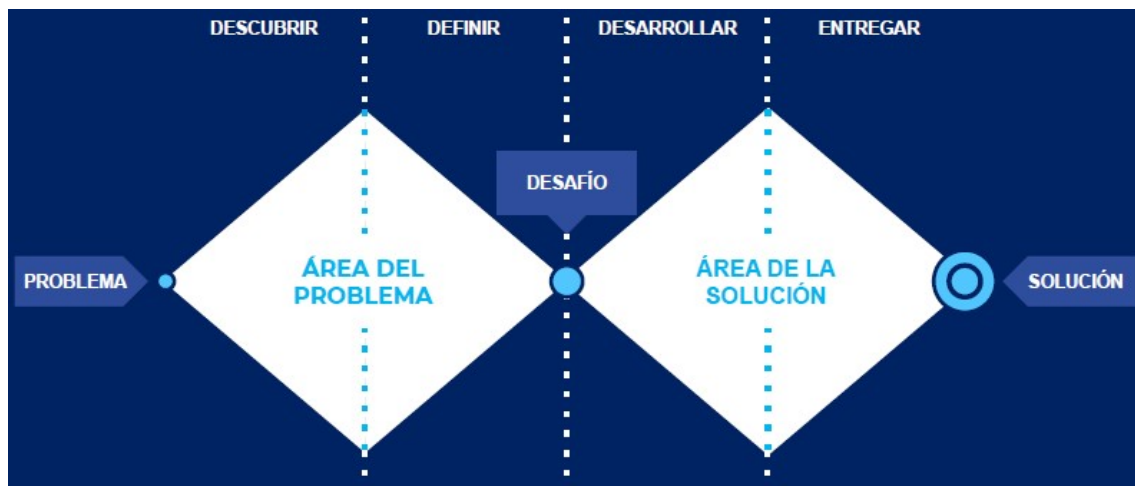 DESCUBRIR
DEFINIR
DESARROLLAR
ENTREGAR
DESAFÍO
PROBLEMA
ÁREA DEL
PROBLEMA
ÁREA DE LA
SOLUCIÓN
SOLUCIÓN